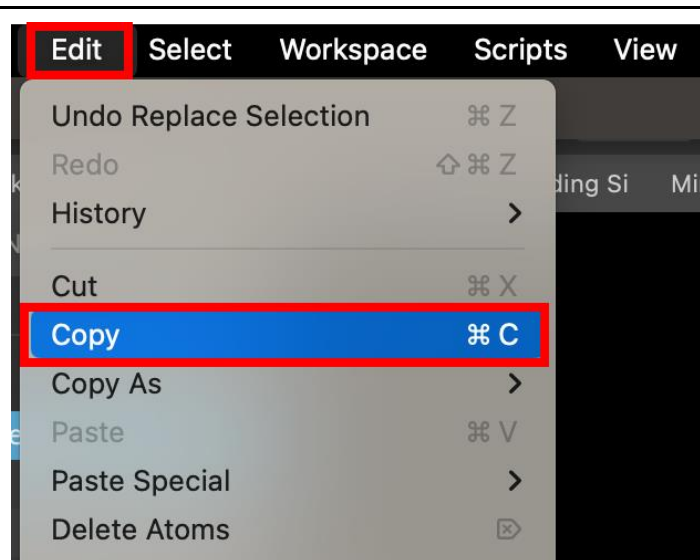 Edit Select Workspace Scripts View
Undo Replace Selection ⌘ Z
Redo ⇧ ⌘ Z
ding Si Mi
History >
Cut ⌘ X
Copy ⌘ C
Copy As >
Paste ⌘ V
Paste Special >
Delete Atoms ⌦